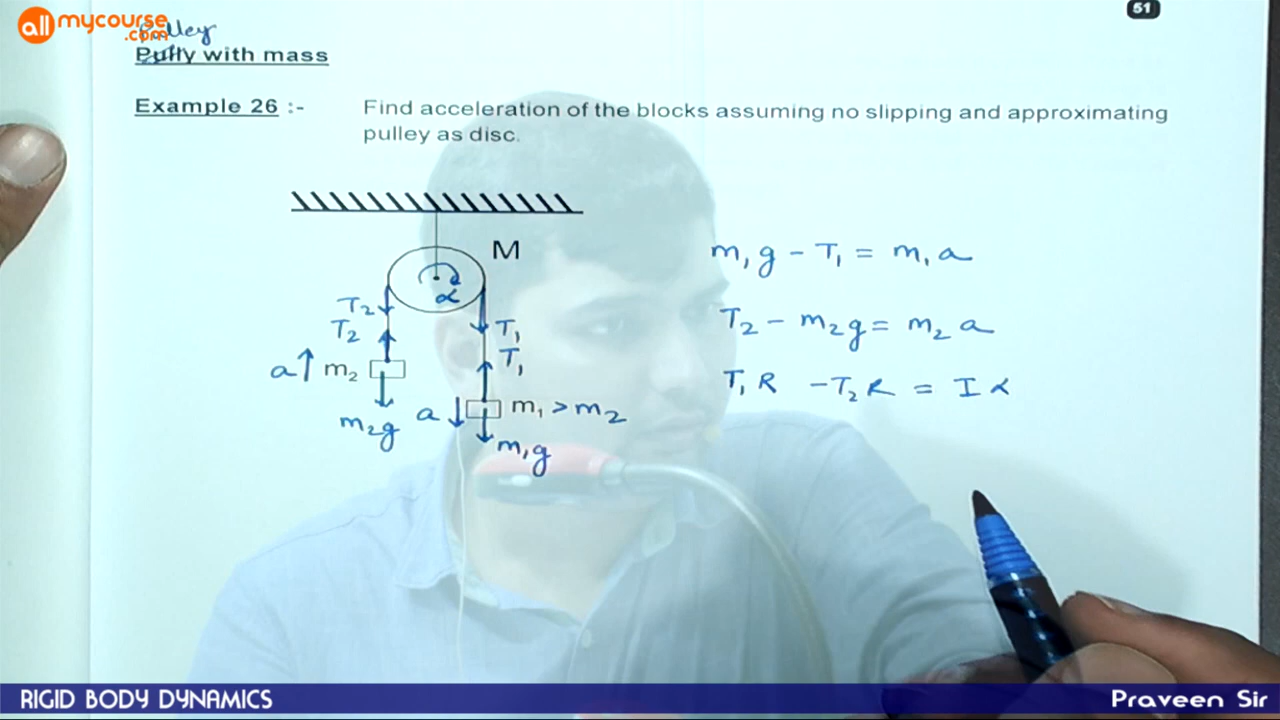 allmycourse.com
51
Pulley
Pully with mass
Example 26 :- Find acceleration of the blocks assuming no slipping and approximating
pulley as disc.
M
α
T₂
T₂
T₁
T₁
a m₂
m₂g
a m₁ > m₂
m₁g
m₁g - T₁ = m₁a
T₂ - m₂g = m₂a
T₁R - T₂R = Iα
RIGID BODY DYNAMICS
Praveen Sir